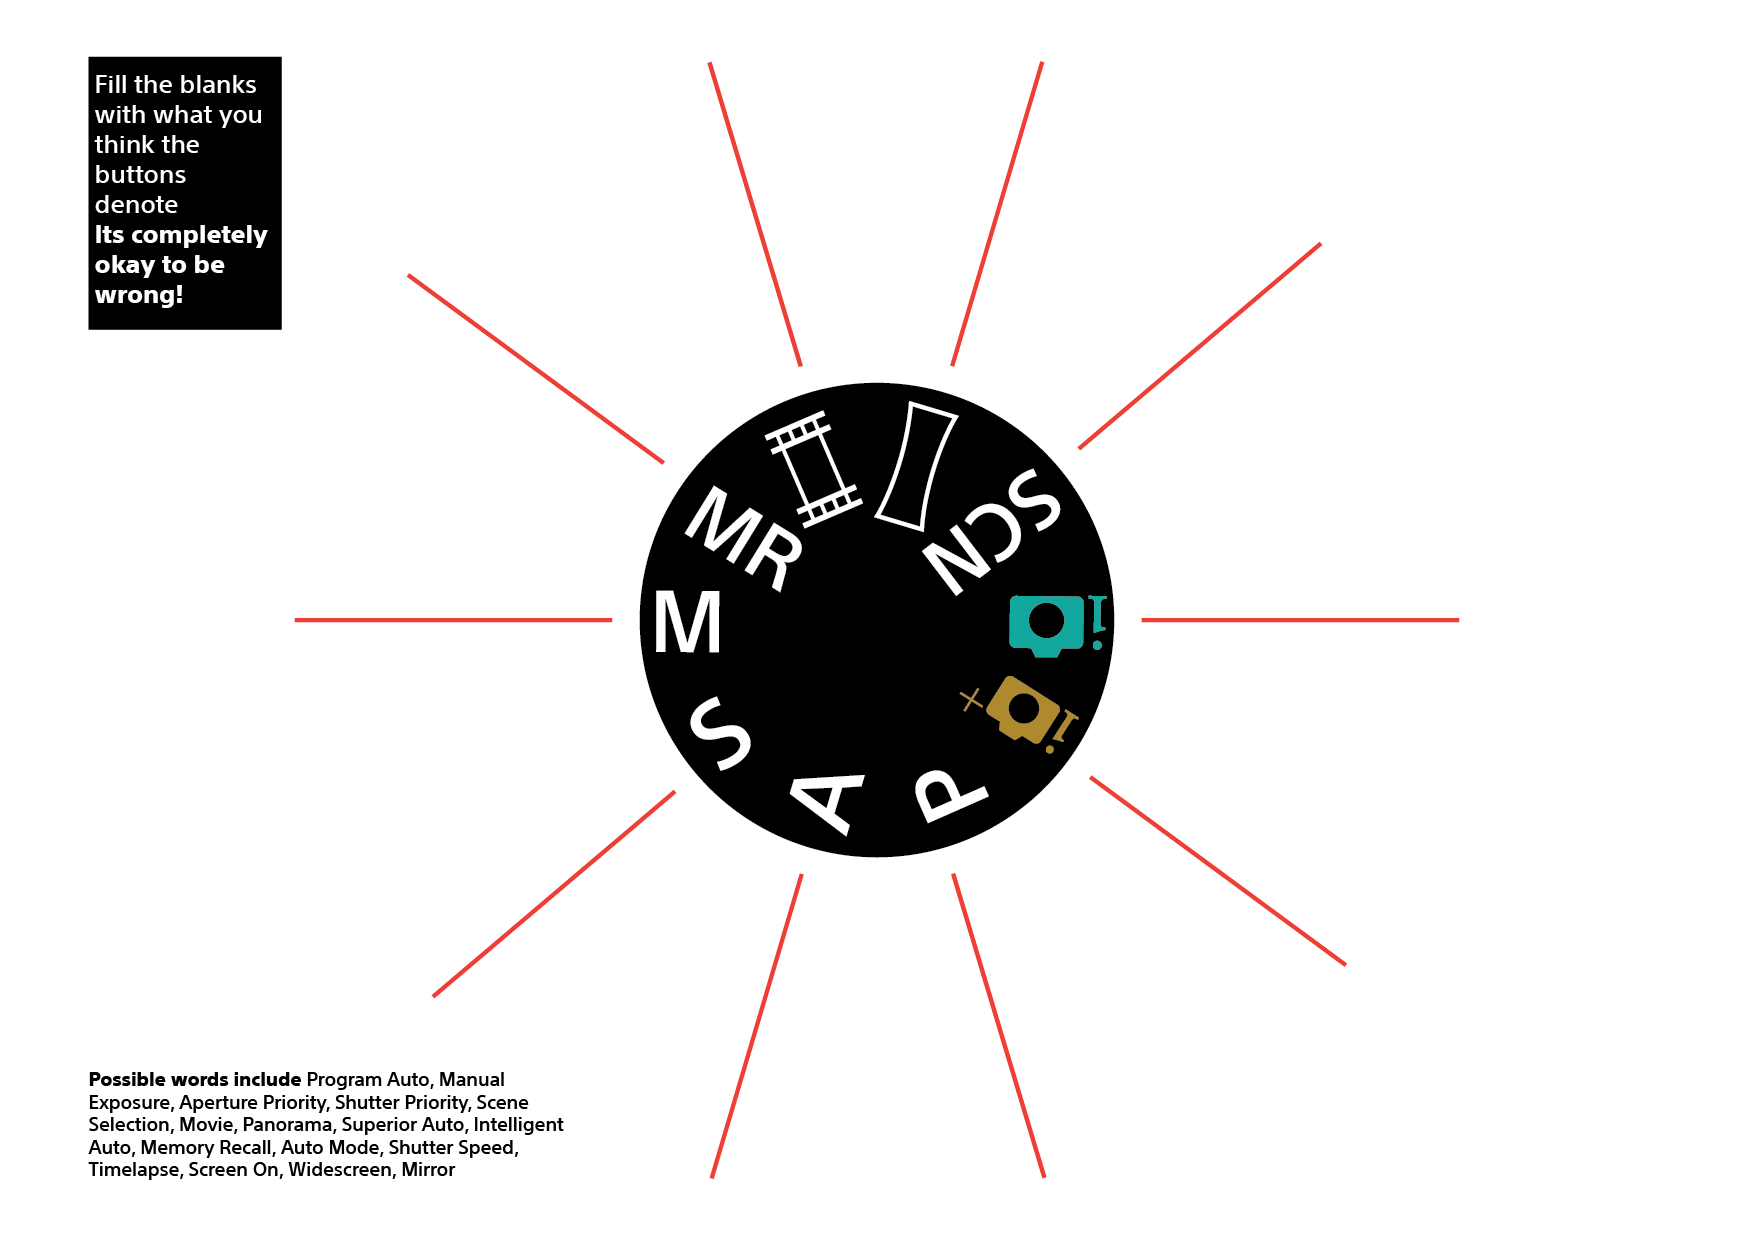 Fill the blanks
with what you
think the
buttons
denote
Its completely
okay to be
wrong!
SCN
MR
M
i
i
+
S
A
P
Possible words include Program Auto, Manual
Exposure, Aperture Priority, Shutter Priority, Scene
Selection, Movie, Panorama, Superior Auto, Intelligent
Auto, Memory Recall, Auto Mode, Shutter Speed,
Timelapse, Screen On, Widescreen, Mirror